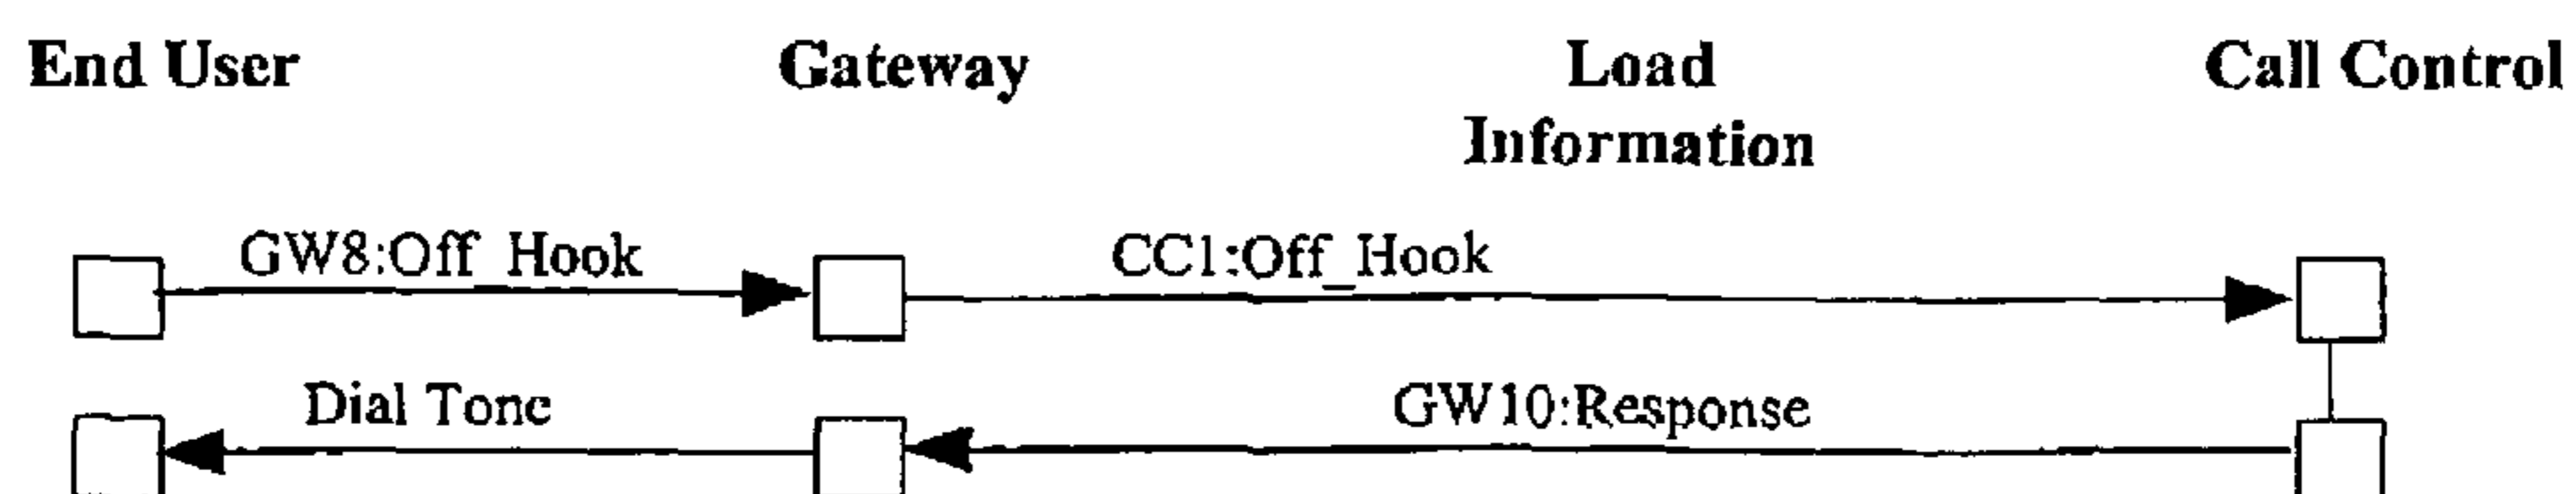 End User Gateway Load Call Control
Information
GW8:Off_Hook CC1:Off_Hook
Dial Tone GW10:Response